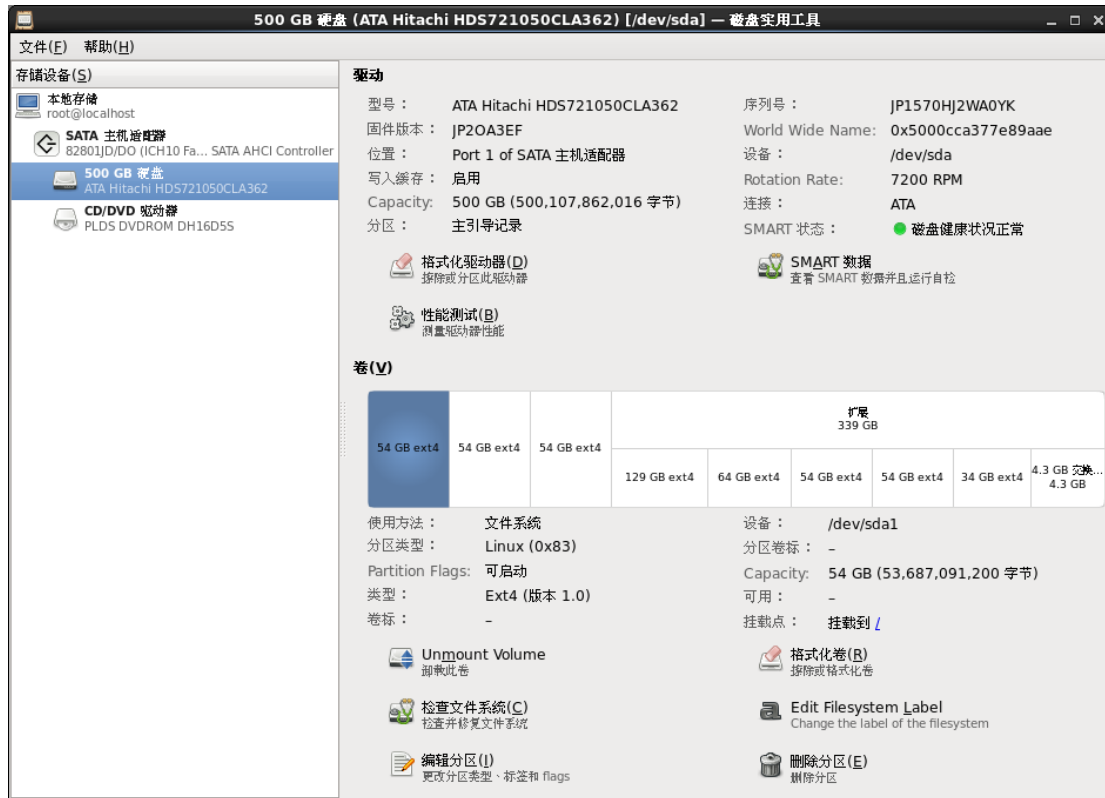 500 GB 硬盘 (ATA Hitachi HDS721050CLA362) [/dev/sda] — 磁盘实用工具
文件(F) 帮助(H)
存储设备(S)
本地存储
root@localhost
SATA 主机适配器
82801JD/DO (ICH10 Fa... SATA AHCI Controller
500 GB 硬盘
ATA Hitachi HDS721050CLA362
CD/DVD 驱动器
PLDS DVDROM DH16D5S
驱动
型号： ATA Hitachi HDS721050CLA362 序列号： JP1570HJ2WA0YK
固件版本： JP2OA3EF World Wide Name: 0x5000cca377e89aae
位置： Port 1 of SATA 主机适配器 设备： /dev/sda
写入缓存： 启用 Rotation Rate: 7200 RPM
Capacity: 500 GB (500,107,862,016 字节) 连接： ATA
分区： 主引导记录 SMART 状态： 磁盘健康状况正常
格式化驱动器(D) SMART 数据
擦除或分区此驱动器 查看 SMART 数据并且运行自检
性能测试(B)
测量驱动器性能
卷(V)
扩展
339 GB
54 GB ext4 54 GB ext4 54 GB ext4
129 GB ext4 64 GB ext4 54 GB ext4 54 GB ext4 34 GB ext4 4.3 GB 交换...
4.3 GB
使用方法： 文件系统 设备： /dev/sda1
分区类型： Linux (0x83) 分区卷标： –
Partition Flags: 可启动 Capacity: 54 GB (53,687,091,200 字节)
类型： Ext4 (版本 1.0) 可用： –
卷标： – 挂载点： 挂载到 /
Unmount Volume 格式化卷(R)
卸载此卷 擦除或格式化卷
检查文件系统(C) Edit Filesystem Label
检查并修复文件系统 Change the label of the filesystem
编辑分区(I) 删除分区(E)
更改分区类型、标签和 flags 删除分区